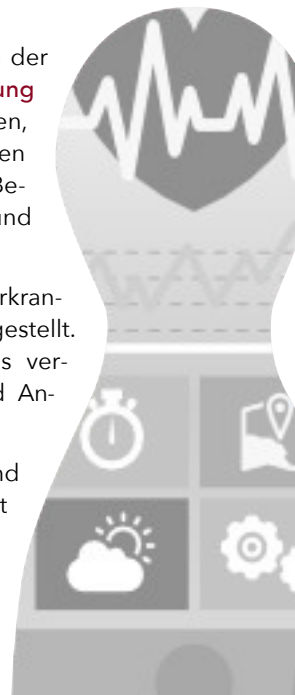 der
ung
en,
en
Be-
und
rkran-
gestellt.
s ver-
d An-
nd
t